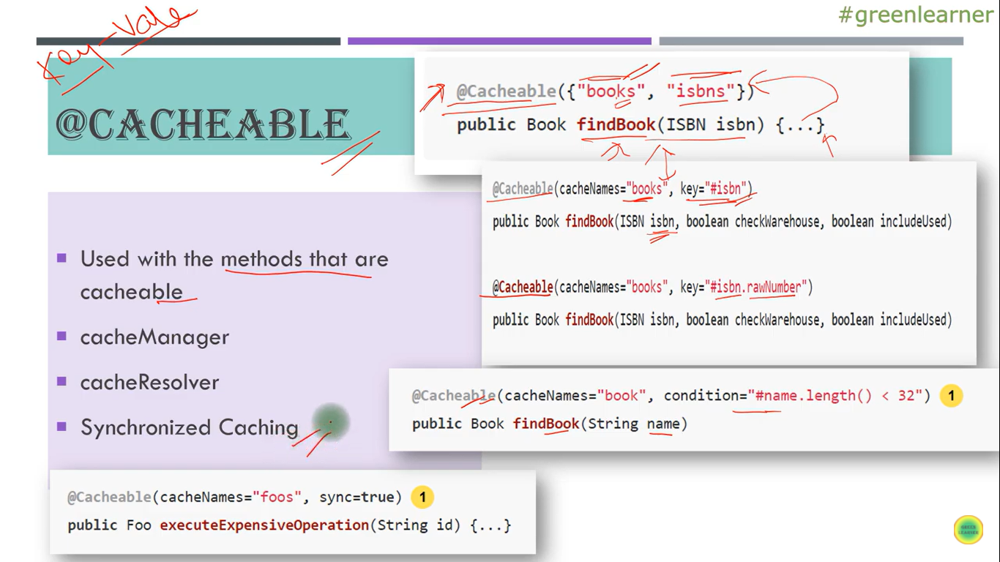 #greenlearner
Key-Vale
@CACHEABLE
@Cacheable({"books", "isbns"})
public Book findBook(ISBN isbn) {...}
@Cacheable(cacheNames="books", key="#isbn")
public Book findBook(ISBN isbn, boolean checkWarehouse, boolean includeUsed)
@Cacheable(cacheNames="books", key="#isbn.rawNumber")
public Book findBook(ISBN isbn, boolean checkWarehouse, boolean includeUsed)
Used with the methods that are
cacheable
cacheManager
cacheResolver
Synchronized Caching
@Cacheable(cacheNames="book", condition="#name.length() < 32") 1
public Book findBook(String name)
@Cacheable(cacheNames="foos", sync=true) 1
public Foo executeExpensiveOperation(String id) {...}
GREEN
LEARNER